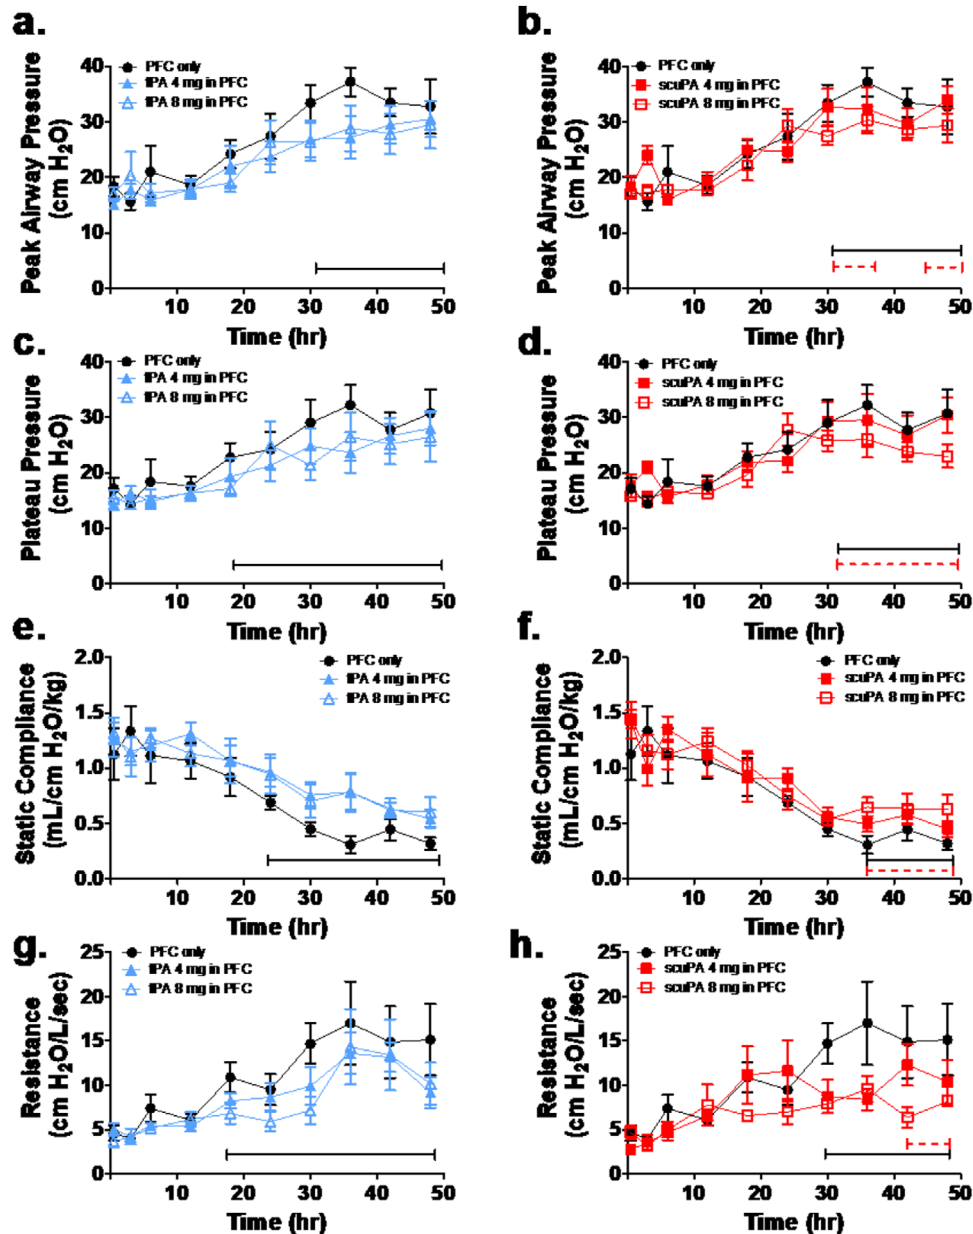 a.
PFC only
tPA 4 mg in PFC
tPA 8 mg in PFC
Peak Airway Pressure
(cm H2O)
40
30
20
10
0
10 20 30 40 50
Time (hr)
b.
PFC only
scuPA 4 mg in PFC
scuPA 8 mg in PFC
Peak Airway Pressure
(cm H2O)
40
30
20
10
0
10 20 30 40 50
Time (hr)
c.
PFC only
tPA 4 mg in PFC
tPA 8 mg in PFC
Plateau Pressure
(cm H2O)
40
30
20
10
0
10 20 30 40 50
Time (hr)
d.
PFC only
scuPA 4 mg in PFC
scuPA 8 mg in PFC
Plateau Pressure
(cm H2O)
40
30
20
10
0
10 20 30 40 50
Time (hr)
e.
PFC only
tPA 4 mg in PFC
tPA 8 mg in PFC
Static Compliance
(mL/cm H2O/kg)
2.0
1.5
1.0
0.5
0.0
10 20 30 40 50
Time (hr)
f.
PFC only
scuPA 4 mg in PFC
scuPA 8 mg in PFC
Static Compliance
(mL/cm H2O/kg)
2.0
1.5
1.0
0.5
0.0
10 20 30 40 50
Time (hr)
g.
PFC only
tPA 4 mg in PFC
tPA 8 mg in PFC
Resistance
(cm H2O/L/sec)
25
20
15
10
5
0
10 20 30 40 50
Time (hr)
h.
PFC only
scuPA 4 mg in PFC
scuPA 8 mg in PFC
Resistance
(cm H2O/L/sec)
25
20
15
10
5
0
10 20 30 40 50
Time (hr)